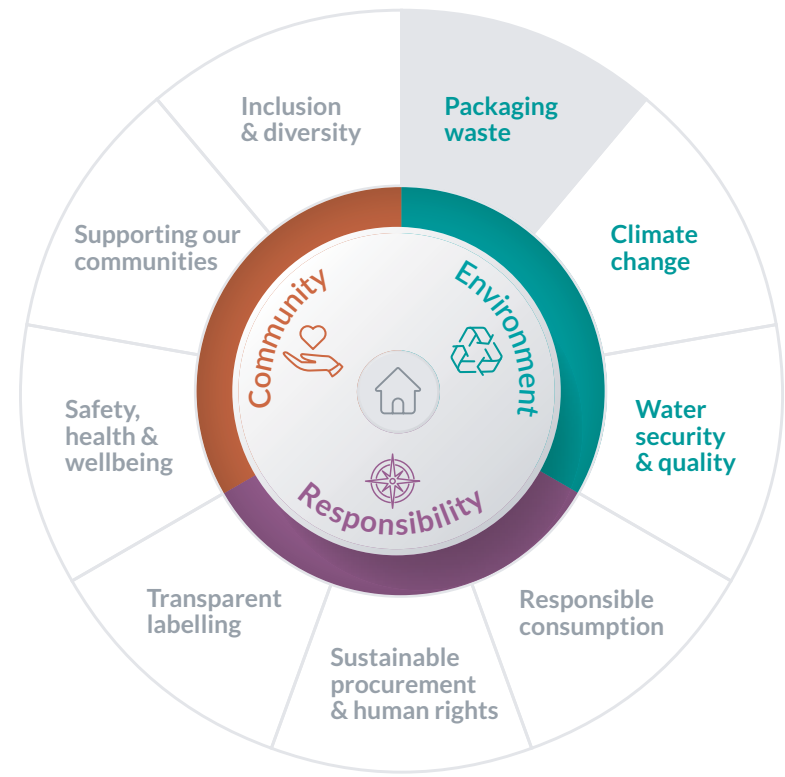 Inclusion
& diversity
Packaging
waste
Climate
change
Water
security
& quality
Responsible
consumption
Sustainable
procurement
& human rights
Transparent
labelling
Safety,
health &
wellbeing
Supporting our
communities
Community
Environment
Responsibility